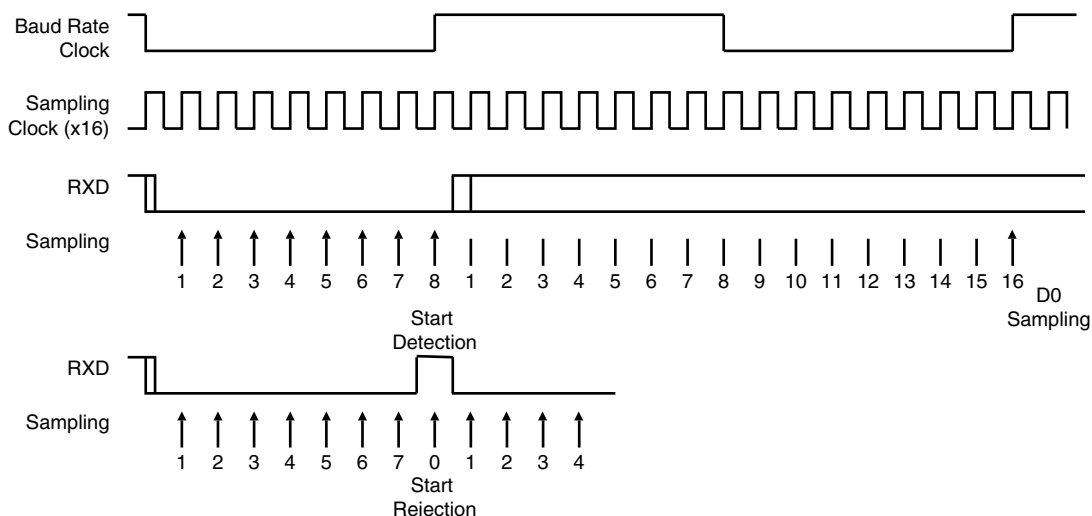 Baud Rate
Clock
Sampling
Clock (x16)
RXD
Sampling
1 2 3 4 5 6 7 8 1 2 3 4 5 6 7 8 9 10 11 12 13 14 15 16
D0
Sampling
Start
Detection
RXD
Sampling
1 2 3 4 5 6 7 0 1 2 3 4
Start
Rejection